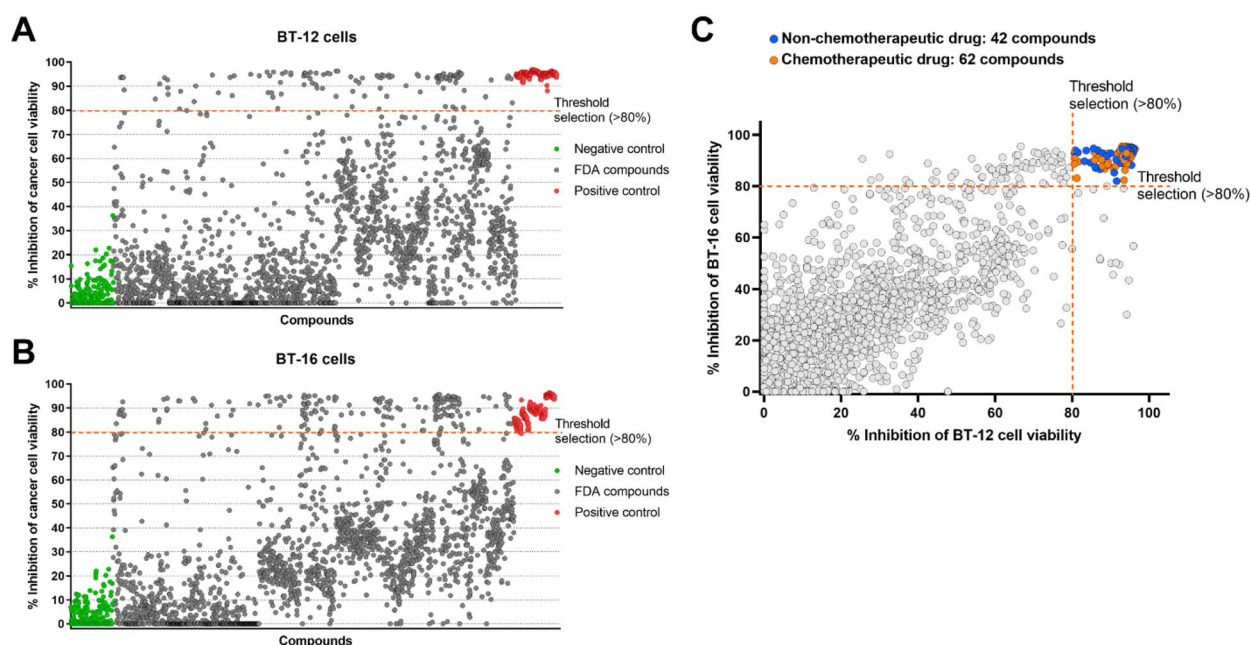 A
BT-12 cells
% Inhibition of cancer cell viability
100
90
80
70
60
50
40
30
20
10
0
Threshold
selection (>80%)
Negative control
FDA compounds
Positive control
Compounds
B
BT-16 cells
% Inhibition of cancer cell viability
100
90
80
70
60
50
40
30
20
10
0
Threshold
selection (>80%)
Negative control
FDA compounds
Positive control
Compounds
C
Non-chemotherapeutic drug: 42 compounds
Chemotherapeutic drug: 62 compounds
Threshold
selection (>80%)
% Inhibition of BT-16 cell viability
100
80
60
40
20
0
Threshold
selection (>80%)
0 20 40 60 80 100
% Inhibition of BT-12 cell viability